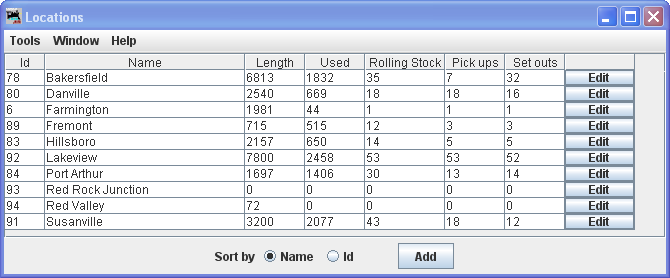 Locations
Tools Window Help
Id Name Length Used Rolling Stock Pick ups Set outs
78 Bakersfield 6813 1832 35 7 32 Edit
80 Danville 2540 669 18 18 16 Edit
6 Farmington 1981 44 1 1 1 Edit
89 Fremont 715 515 12 3 3 Edit
83 Hillsboro 2157 650 14 5 5 Edit
92 Lakeview 7800 2458 53 53 52 Edit
84 Port Arthur 1697 1406 30 13 14 Edit
93 Red Rock Junction 0 0 0 0 0 Edit
94 Red Valley 72 0 0 0 0 Edit
91 Susanville 3200 2077 43 18 12 Edit
Sort by Name Id Add